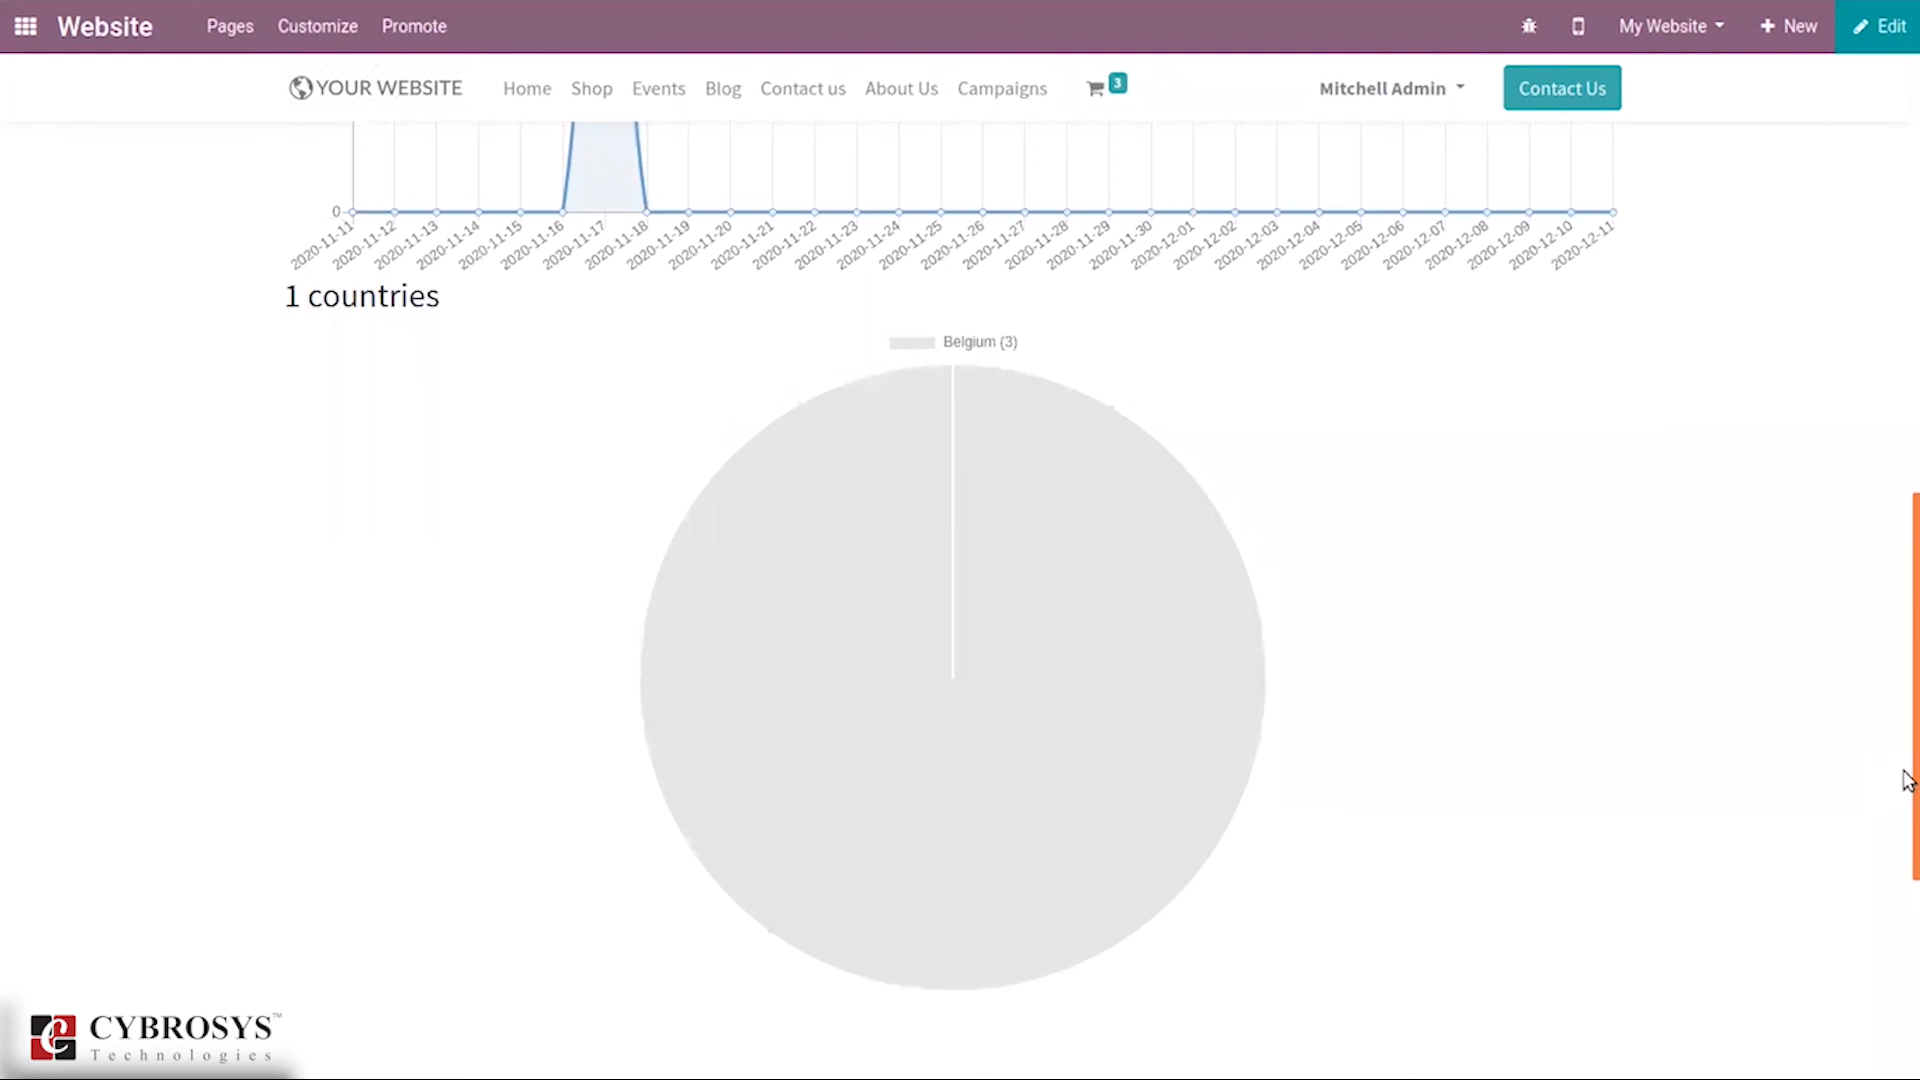 Website Pages Customize Promote My Website + New Edit
YOUR WEBSITE Home Shop Events Blog Contact us About Us Campaigns 3 Mitchell Admin Contact Us
0
2020-11-11 2020-11-12 2020-11-13 2020-11-14 2020-11-15 2020-11-16 2020-11-17 2020-11-18 2020-11-19 2020-11-20 2020-11-21 2020-11-22 2020-11-23 2020-11-24 2020-11-25 2020-11-26 2020-11-27 2020-11-28 2020-11-29 2020-11-30 2020-12-01 2020-12-02 2020-12-03 2020-12-04 2020-12-05 2020-12-06 2020-12-07 2020-12-08 2020-12-09 2020-12-10 2020-12-11
1 countries
Belgium (3)
CYBROSYS™
Technologies